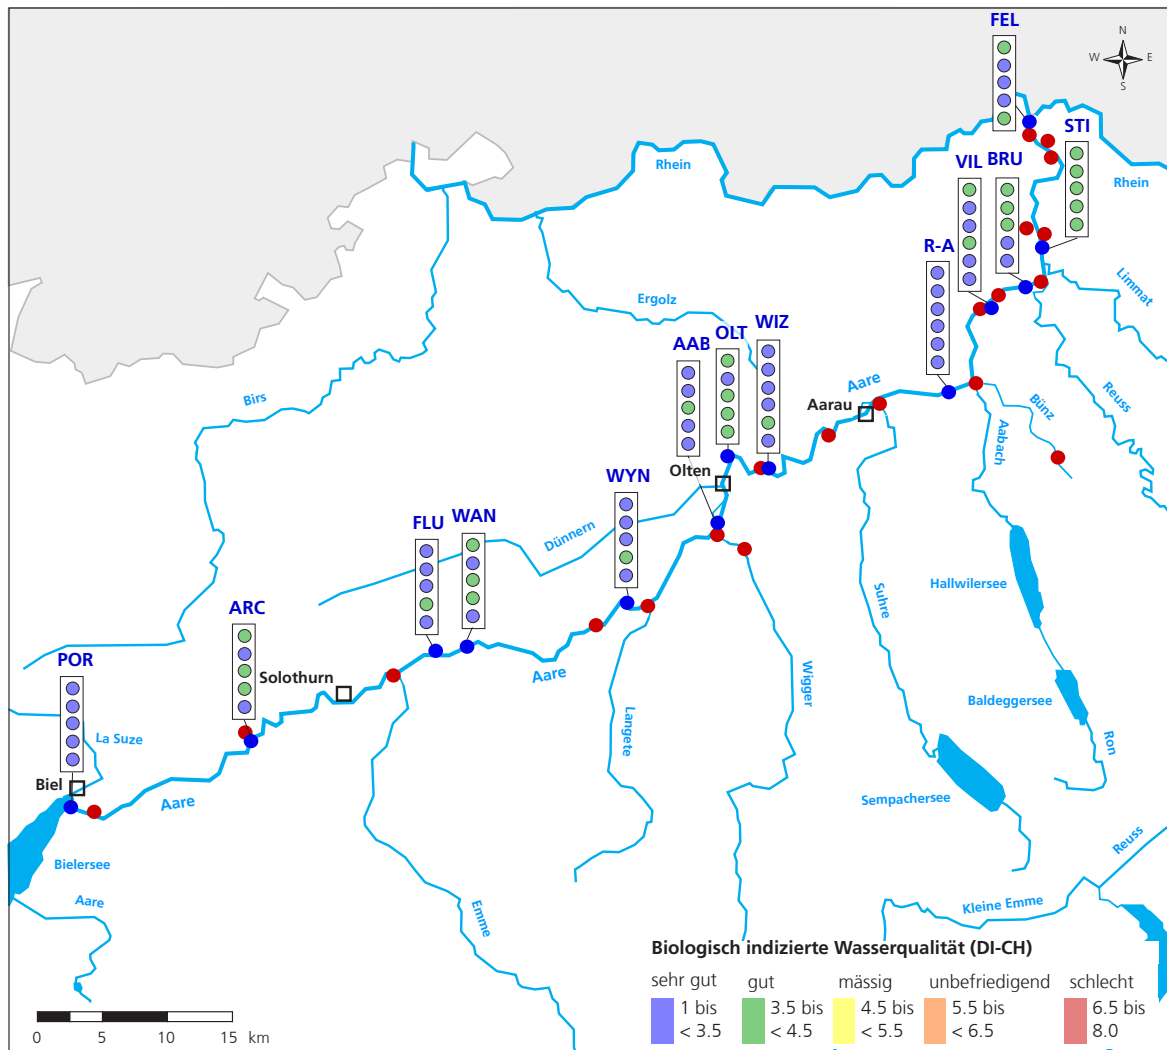 FEL
N
W E
S
STI
Rhein
VIL BRU
Rhein
R-A
Limmat
Ergolz
OLT WIZ
AAB
Aare
Reuss
Birs
Aarau
Bünz
Aabach
Olten
WYN
FLU WAN
Dünnern
Hallwilersee
Suhre
ARC
POR
Solothurn
Aare
Wigger
Langete
Baldeggersee
La Suze
Ron
Biel
Aare
Sempachersee
Reuss
Bielersee
Aare
Emme
Kleine Emme
Biologisch indizierte Wasserqualität (DI-CH)
sehr gut gut mässig unbefriedigend schlecht
1 bis 3.5 bis 4.5 bis 5.5 bis 6.5 bis
< 3.5 < 4.5 < 5.5 < 6.5 8.0
0 5 10 15 km